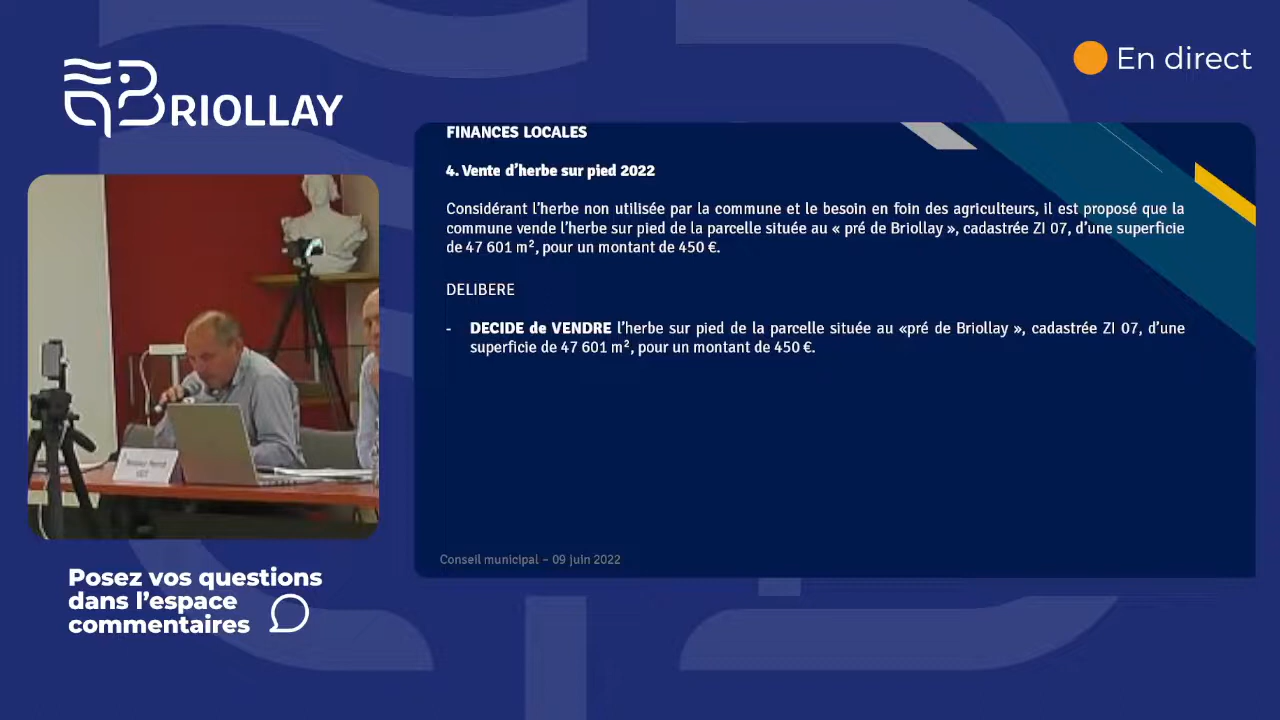 BRIOLLAY
En direct
FINANCES LOCALES
4. Vente d’herbe sur pied 2022
Considérant l’herbe non utilisée par la commune et le besoin en foin des agriculteurs, il est proposé que la
commune vende l’herbe sur pied de la parcelle située au « pré de Briollay », cadastrée ZI 07, d’une superficie
de 47 601 m², pour un montant de 450 €.
DELIBERE
- DECIDE de VENDRE l’herbe sur pied de la parcelle située au «pré de Briollay », cadastrée ZI 07, d’une
superficie de 47 601 m², pour un montant de 450 €.
Conseil municipal – 09 juin 2022
Posez vos questions
dans l’espace
commentaires